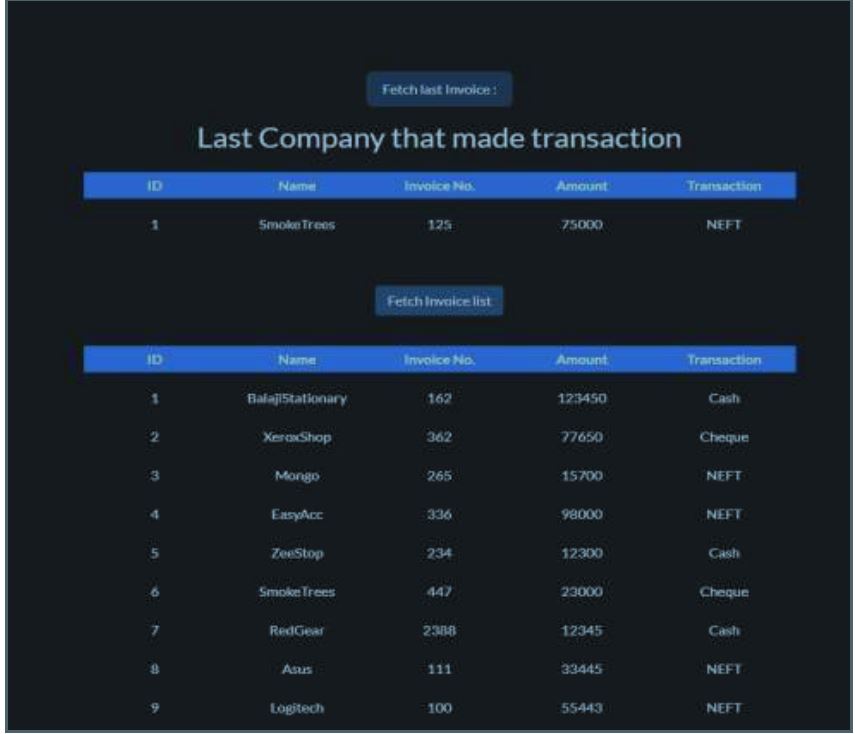 Fetch last Invoice :
Last Company that made transaction
ID Name Invoice No. Amount Transaction
1 SmokeTrees 125 75000 NEFT
Fetch Invoice list
ID Name Invoice No. Amount Transaction
1 BalajiStationary 162 123450 Cash
2 XeroxShop 362 77650 Cheque
3 Mongo 265 15700 NEFT
4 EasyAcc 336 98000 NEFT
5 ZeeStop 234 12300 Cash
6 SmokeTrees 447 23000 Cheque
7 RedGear 2388 12345 Cash
8 Asus 111 33445 NEFT
9 Logitech 100 55443 NEFT